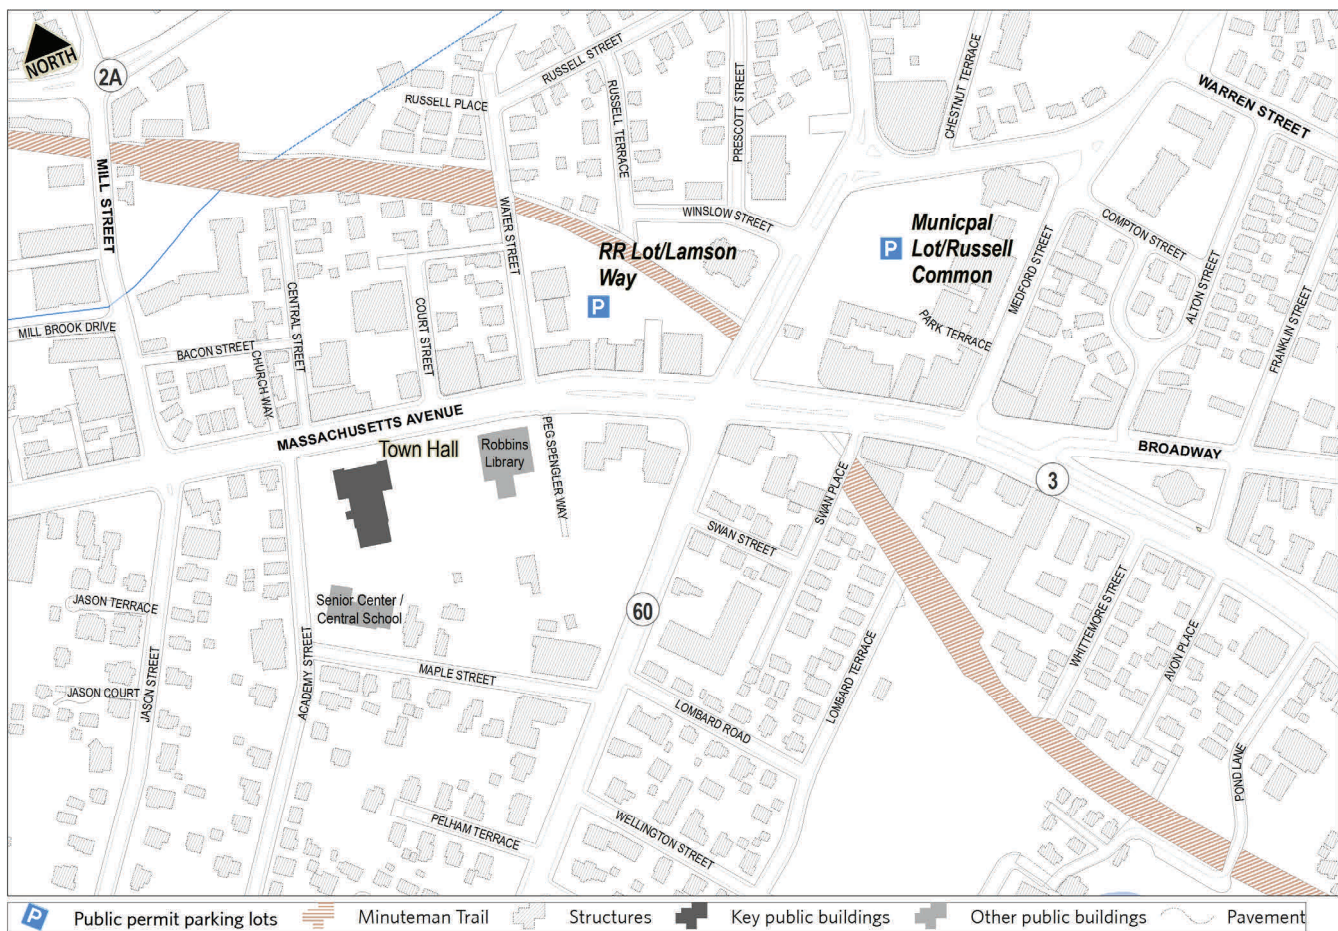 NORTH
2A
RUSSELL STREET
RUSSELL PLACE
RUSSELL TERRACE
PRESCOTT STREET
CHESTNUT TERRACE
WARREN STREET
MILL STREET
WATER STREET
WINSLOW STREET
RR Lot/Lamson
Way
P
Municpal
Lot/Russell
Common
P
MEDFORD STREET
COMPTON STREET
ALTON STREET
FRANKLIN STREET
PARK TERRACE
MILL BROOK DRIVE
BACON STREET
CHURCH WAY
CENTRAL STREET
COURT STREET
MASSACHUSETTS AVENUE
Town Hall
Robbins
Library
PEG SPENGLER WAY
BROADWAY
3
SWAN PLACE
SWAN STREET
JASON TERRACE
JASON STREET
JASON COURT
Senior Center /
Central School
ACADEMY STREET
MAPLE STREET
60
LOMBARD ROAD
LOMBARD TERRACE
WHITTEMORE STREET
AVON PLACE
POND LANE
PELHAM TERRACE
WELLINGTON STREET
P Public permit parking lots
Minuteman Trail
Structures
Key public buildings
Other public buildings
Pavement